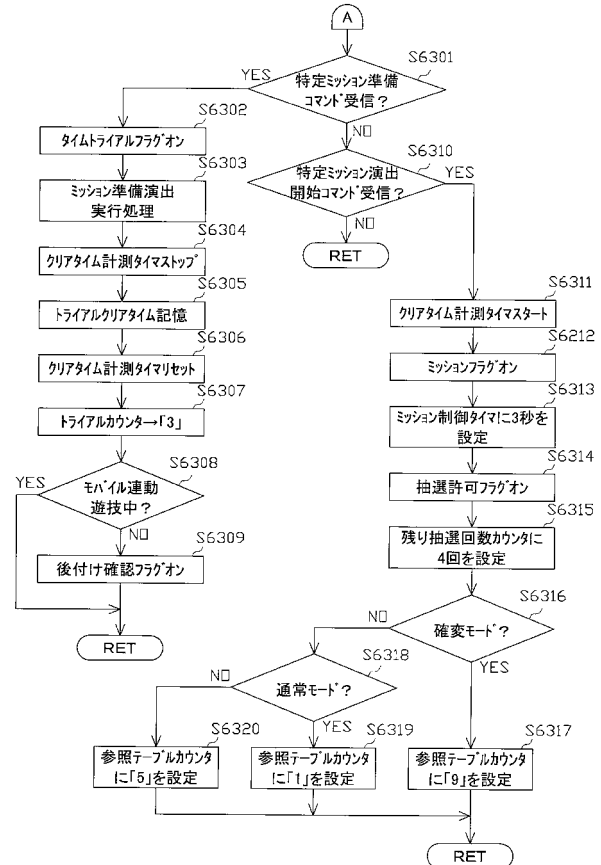 A
S6301
特定ミッション準備
コマンド受信？
YES
NO
S6302
タイムトライアルフラグオン
S6303
ミッション準備演出
実行処理
S6304
クリアタイム計測タイマストップ
S6305
トライアルクリアタイム記憶
S6306
クリアタイム計測タイマリセット
S6307
トライアルカウンタ→「3」
S6308
モバイル連動
遊技中？
YES
NO
S6309
後付け確認フラグオン
RET
S6310
特定ミッション演出
開始コマンド受信？
YES
NO
RET
S6311
クリアタイム計測タイマスタート
S6212
ミッションフラグオン
S6313
ミッション制御タイマに3秒を
設定
S6314
抽選許可フラグオン
S6315
残り抽選回数カウンタに
4回を設定
S6316
確変モード？
NO
YES
S6318
通常モード？
NO
YES
S6320
参照テーブルカウンタ
に「5」を設定
S6319
参照テーブルカウンタ
に「1」を設定
S6317
参照テーブルカウンタ
に「9」を設定
RET